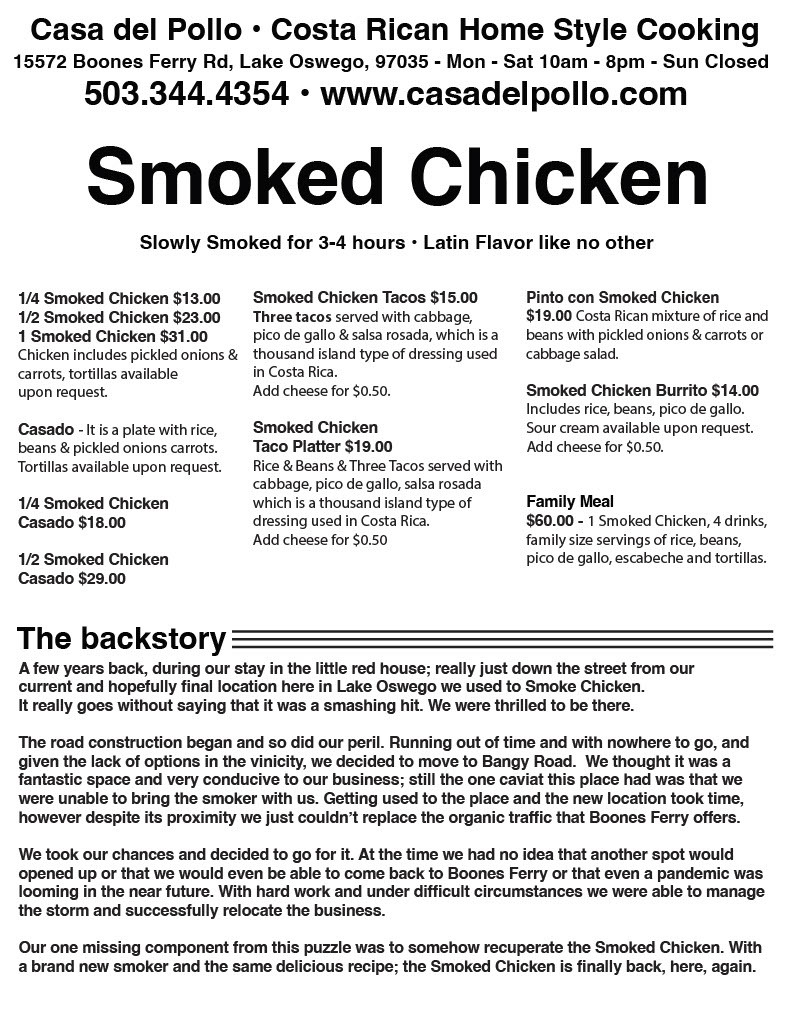 Casa del Pollo • Costa Rican Home Style Cooking
15572 Boones Ferry Rd, Lake Oswego, 97035 - Mon - Sat 10am - 8pm - Sun Closed
503.344.4354 • www.casadelpollo.com
Smoked Chicken
Slowly Smoked for 3-4 hours • Latin Flavor like no other
1/4 Smoked Chicken $13.00
1/2 Smoked Chicken $23.00
1 Smoked Chicken $31.00
Chicken includes pickled onions &
carrots, tortillas available
upon request.
Casado - It is a plate with rice,
beans & pickled onions carrots.
Tortillas available upon request.
1/4 Smoked Chicken
Casado $18.00
1/2 Smoked Chicken
Casado $29.00
Smoked Chicken Tacos $15.00
Three tacos served with cabbage,
pico de gallo & salsa rosada, which is a
thousand island type of dressing used
in Costa Rica.
Add cheese for $0.50.
Smoked Chicken
Taco Platter $19.00
Rice & Beans & Three Tacos served with
cabbage, pico de gallo, salsa rosada
which is a thousand island type of
dressing used in Costa Rica.
Add cheese for $0.50
Pinto con Smoked Chicken
$19.00 Costa Rican mixture of rice and
beans with pickled onions & carrots or
cabbage salad.
Smoked Chicken Burrito $14.00
Includes rice, beans, pico de gallo.
Sour cream available upon request.
Add cheese for $0.50.
Family Meal
$60.00 - 1 Smoked Chicken, 4 drinks,
family size servings of rice, beans,
pico de gallo, escabeche and tortillas.
The backstory
A few years back, during our stay in the little red house; really just down the street from our
current and hopefully final location here in Lake Oswego we used to Smoke Chicken.
It really goes without saying that it was a smashing hit. We were thrilled to be there.
The road construction began and so did our peril. Running out of time and with nowhere to go, and
given the lack of options in the vinicity, we decided to move to Bangy Road.  We thought it was a
fantastic space and very conducive to our business; still the one caviat this place had was that we
were unable to bring the smoker with us. Getting used to the place and the new location took time,
however despite its proximity we just couldn't replace the organic traffic that Boones Ferry offers.
We took our chances and decided to go for it. At the time we had no idea that another spot would
opened up or that we would even be able to come back to Boones Ferry or that even a pandemic was
looming in the near future. With hard work and under difficult circumstances we were able to manage
the storm and successfully relocate the business.
Our one missing component from this puzzle was to somehow recuperate the Smoked Chicken. With
a brand new smoker and the same delicious recipe; the Smoked Chicken is finally back, here, again.